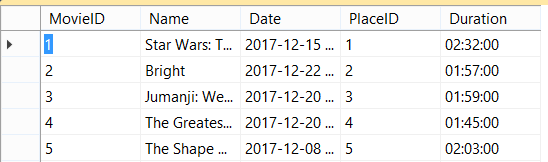 MovieID Name Date PlaceID Duration
1 Star Wars: T... 2017-12-15 ... 1 02:32:00
2 Bright 2017-12-22 ... 2 01:57:00
3 Jumanji: We... 2017-12-20 ... 3 01:59:00
4 The Greates... 2017-12-20 ... 4 01:45:00
5 The Shape ... 2017-12-08 ... 5 02:03:00